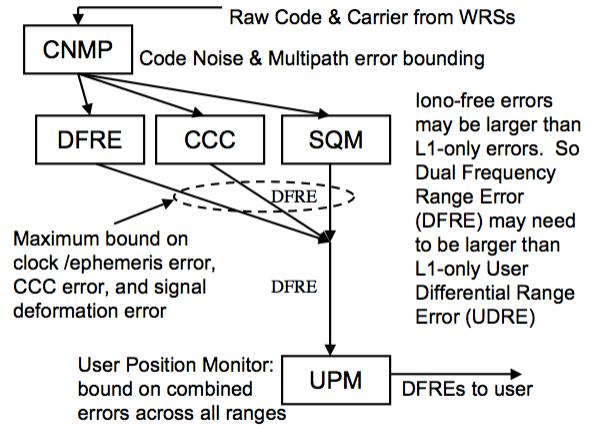 Raw Code & Carrier from WRSs
CNMP
Code Noise & Multipath error bounding
DFRE
CCC
SQM
Iono-free errors
may be larger than
L1-only errors.  So
Dual Frequency
Range Error
(DFRE) may need
to be larger than
L1-only User
Differential Range
Error (UDRE)
DFRE
Maximum bound on
clock /ephemeris error,
CCC error, and signal
deformation error
DFRE
User Position Monitor:
bound on combined
errors across all ranges
UPM
DFREs to user